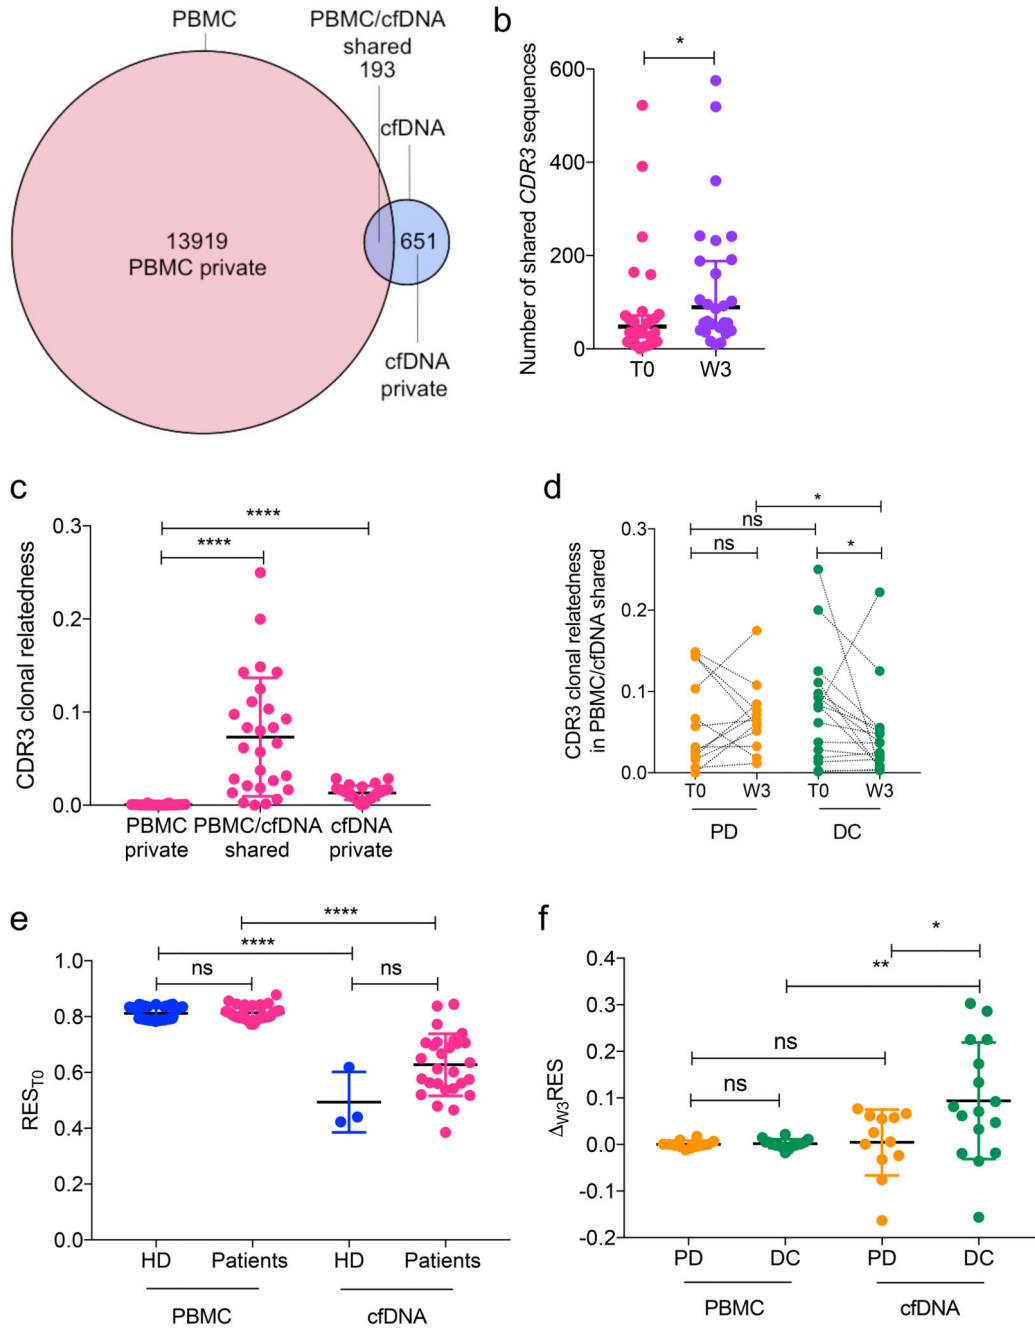 PBMC
PBMC/cfDNA
shared
193
cfDNA
13919
PBMC private
651
cfDNA
private
b
*
Number of shared CDR3 sequences
600
400
200
0
T0
W3
c
****
****
CDR3 clonal relatedness
0.3
0.2
0.1
0.0
PBMC
private
PBMC/cfDNA
shared
cfDNA
private
d
*
ns
ns
*
CDR3 clonal relatedness
in PBMC/cfDNA shared
0.3
0.2
0.1
0.0
T0 W3 T0 W3
PD DC
e
****
****
ns
ns
REST0
1.0
0.8
0.6
0.4
0.2
0.0
HD Patients HD Patients
PBMC cfDNA
f
*
**
ns
ns
ΔW3RES
0.4
0.3
0.2
0.1
0.0
-0.1
-0.2
PD DC PD DC
PBMC cfDNA